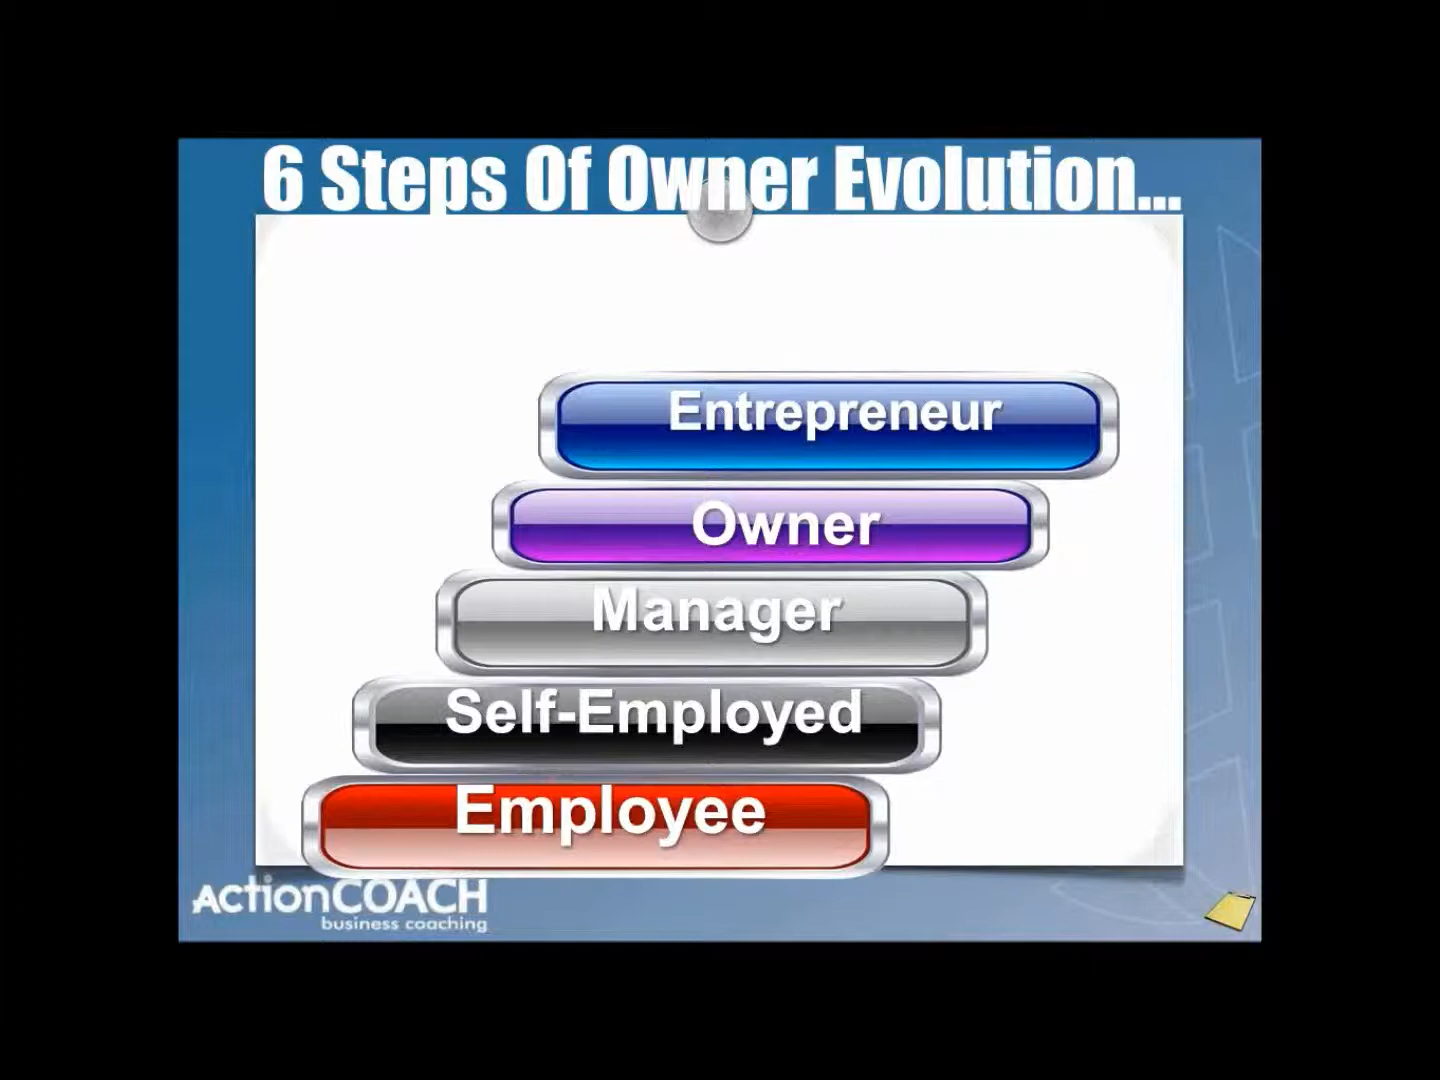 6 Steps Of Owner Evolution...
Entrepreneur
Owner
Manager
Self-Employed
Employee
ActionCOACH
business coaching